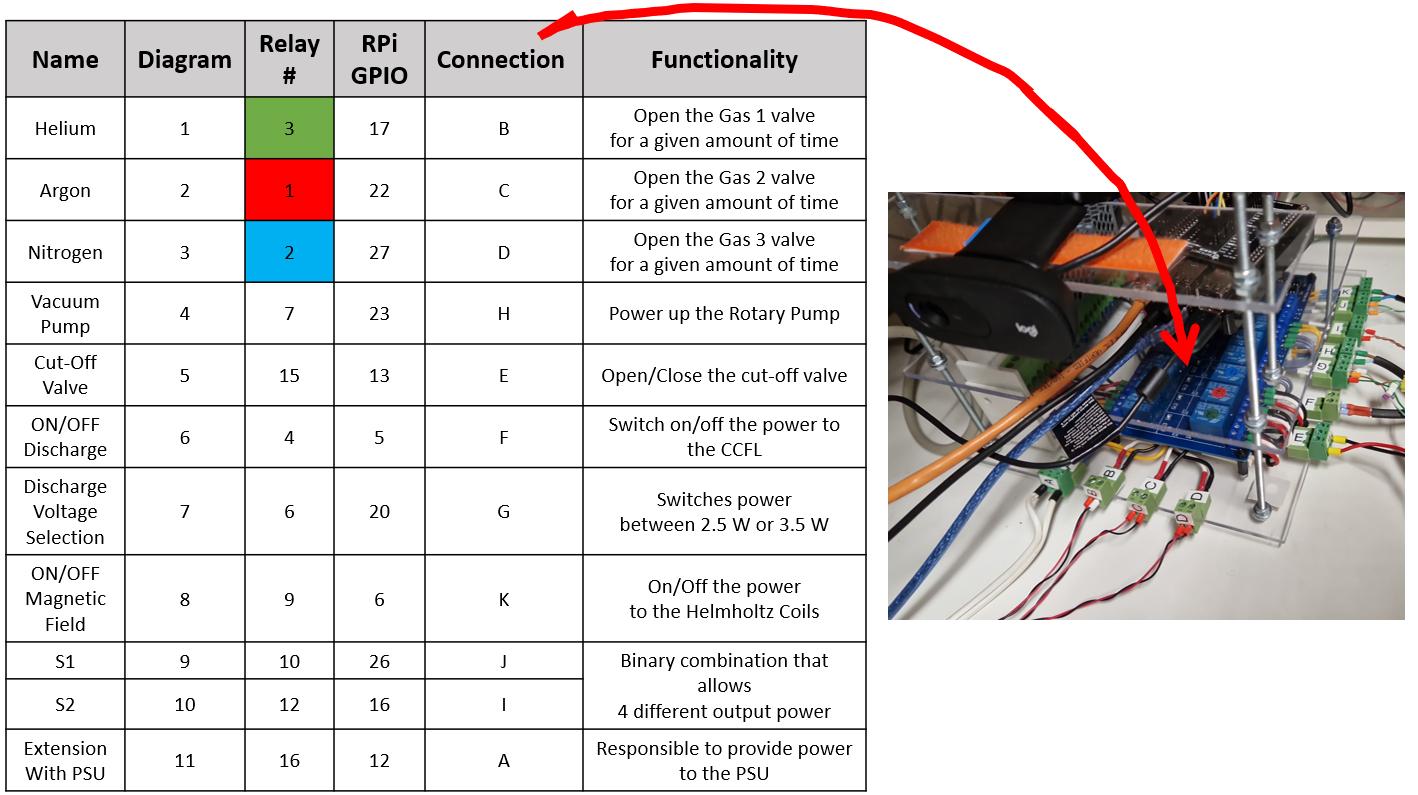 Name Diagram Relay # RPi GPIO Connection Functionality
Helium 1 3 17 B Open the Gas 1 valve for a given amount of time
Argon 2 1 22 C Open the Gas 2 valve for a given amount of time
Nitrogen 3 2 27 D Open the Gas 3 valve for a given amount of time
Vacuum Pump 4 7 23 H Power up the Rotary Pump
Cut-Off Valve 5 15 13 E Open/Close the cut-off valve
ON/OFF Discharge 6 4 5 F Switch on/off the power to the CCFL
Discharge Voltage Selection 7 6 20 G Switches power between 2.5 W or 3.5 W
ON/OFF Magnetic Field 8 9 6 K On/Off the power to the Helmholtz Coils
S1 9 10 26 J Binary combination that allows 4 different output power
S2 10 12 16 I
Extension With PSU 11 16 12 A Responsible to provide power to the PSU
logi
K
J
I
H
G
F
E
A
B
B
C
C
D
D